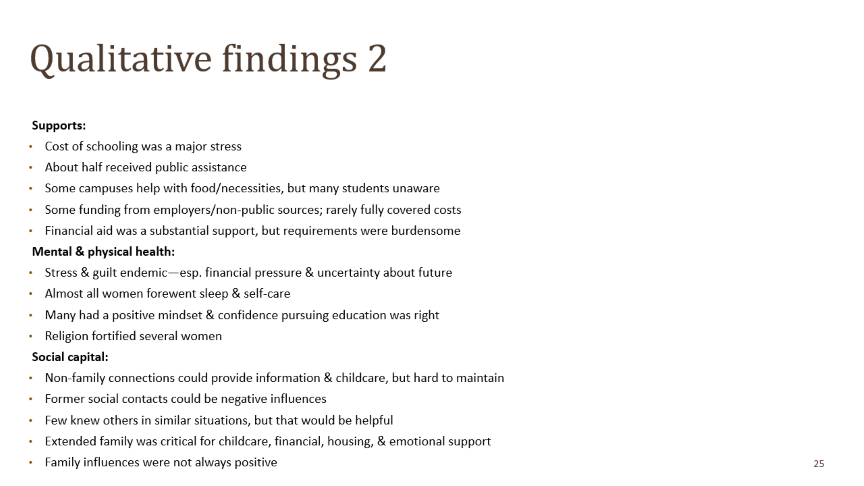 Qualitative findings 2
Supports:
• Cost of schooling was a major stress
• About half received public assistance
• Some campuses help with food/necessities, but many students unaware
• Some funding from employers/non-public sources; rarely fully covered costs
• Financial aid was a substantial support, but requirements were burdensome
Mental & physical health:
• Stress & guilt endemic—esp. financial pressure & uncertainty about future
• Almost all women forewent sleep & self-care
• Many had a positive mindset & confidence pursuing education was right
• Religion fortified several women
Social capital:
• Non-family connections could provide information & childcare, but hard to maintain
• Former social contacts could be negative influences
• Few knew others in similar situations, but that would be helpful
• Extended family was critical for childcare, financial, housing, & emotional support
• Family influences were not always positive
25